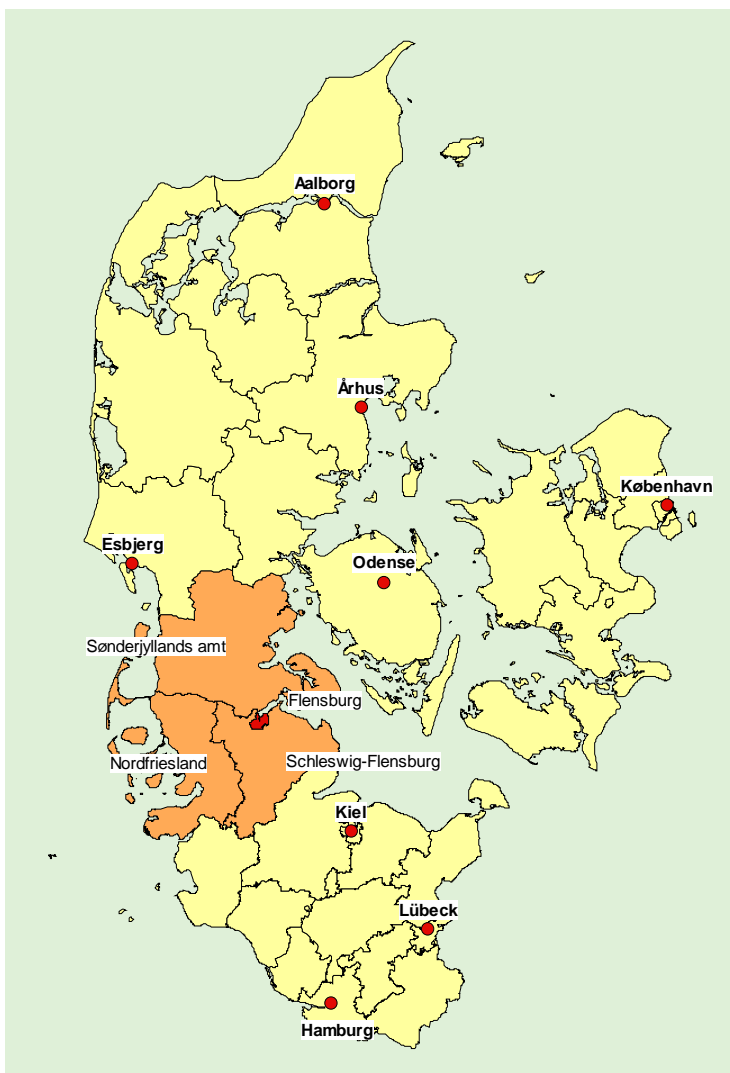 Aalborg
Århus
København
Esbjerg
Odense
Sønderjyllands amt
Flensburg
Nordfriesland
Schleswig-Flensburg
Kiel
Lübeck
Hamburg